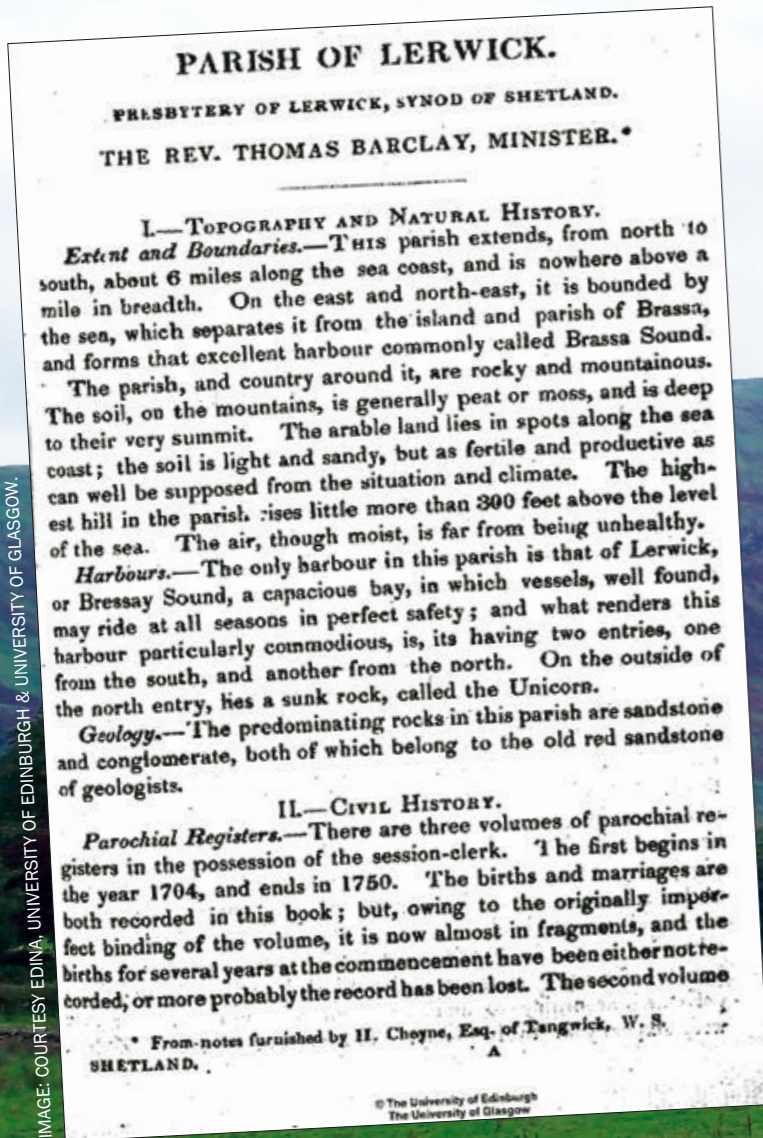 PARISH OF LERWICK.
PRESBYTERY OF LERWICK, SYNOD OF SHETLAND.
THE REV. THOMAS BARCLAY, MINISTER.*
I.—TOPOGRAPHY AND NATURAL HISTORY.
Extent and Boundaries.—THIS parish extends, from north to
south, about 6 miles along the sea coast, and is nowhere above a
mile in breadth. On the east and north-east, it is bounded by
the sea, which separates it from the island and parish of Brassa,
and forms that excellent harbour commonly called Brassa Sound.
The parish, and country around it, are rocky and mountainous.
The soil, on the mountains, is generally peat or moss, and is deep
to their very summit. The arable land lies in spots along the sea
coast; the soil is light and sandy, but as fertile and productive as
can well be supposed from the situation and climate. The high-
est hill in the parish rises little more than 300 feet above the level
of the sea. The air, though moist, is far from being unhealthy.
Harbours.—The only harbour in this parish is that of Lerwick,
or Bressay Sound, a capacious bay, in which vessels, well found,
may ride at all seasons in perfect safety; and what renders this
harbour particularly commodious, is, its having two entries, one
from the south, and another from the north. On the outside of
the north entry, lies a sunk rock, called the Unicorn.
Geology.—The predominating rocks in this parish are sandstone
and conglomerate, both of which belong to the old red sandstone
of geologists.
II.—CIVIL HISTORY.
Parochial Registers.—There are three volumes of parochial re-
gisters in the possession of the session-clerk. The first begins in
the year 1704, and ends in 1750. The births and marriages are
both recorded in this book; but, owing to the originally imper-
fect binding of the volume, it is now almost in fragments, and the
births for several years at the commencement have been either not re-
corded, or more probably the record has been lost. The second volume
* From notes furnished by H. Cheyne, Esq. of Tangwick, W. S.
SHETLAND. A
© The University of Edinburgh
The University of Glasgow
IMAGE: COURTESY EDINA, UNIVERSITY OF EDINBURGH & UNIVERSITY OF GLASGOW.